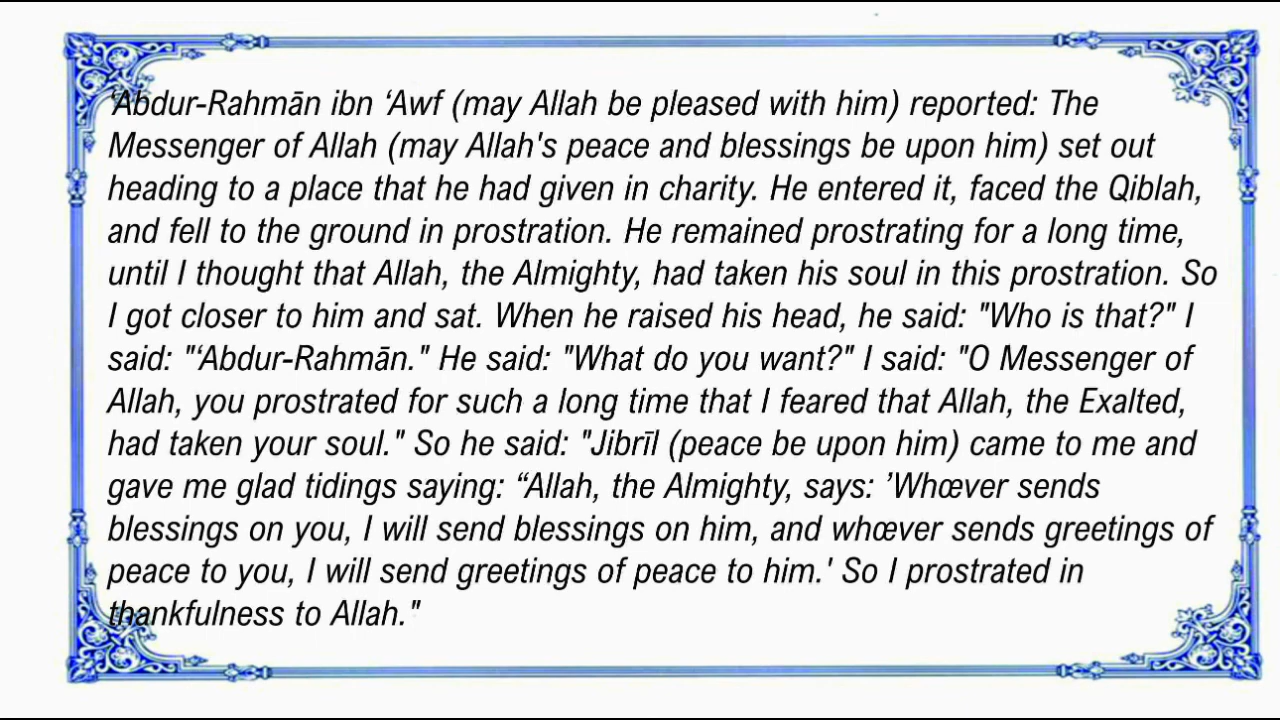 ‘Abdur-Rahmān ibn ‘Awf (may Allah be pleased with him) reported: The
Messenger of Allah (may Allah's peace and blessings be upon him) set out
heading to a place that he had given in charity. He entered it, faced the Qiblah,
and fell to the ground in prostration. He remained prostrating for a long time,
until I thought that Allah, the Almighty, had taken his soul in this prostration. So
I got closer to him and sat. When he raised his head, he said: "Who is that?" I
said: "‘Abdur-Rahmān." He said: "What do you want?" I said: "O Messenger of
Allah, you prostrated for such a long time that I feared that Allah, the Exalted,
had taken your soul." So he said: "Jibrīl (peace be upon him) came to me and
gave me glad tidings saying: “Allah, the Almighty, says: ’Whœver sends
blessings on you, I will send blessings on him, and whœver sends greetings of
peace to you, I will send greetings of peace to him.' So I prostrated in
thankfulness to Allah."